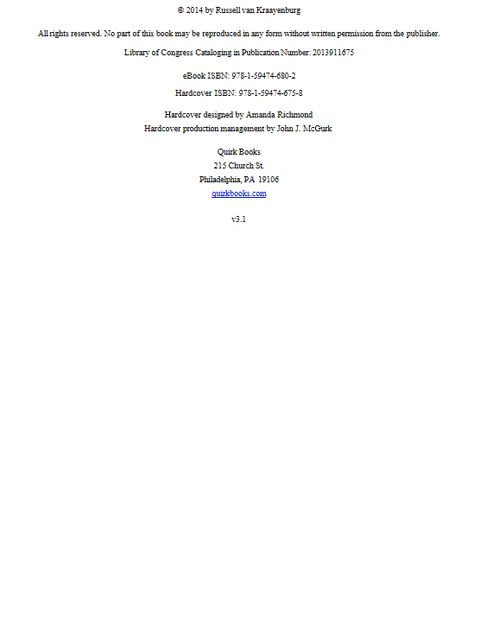 © 2014 by Russell van Kraayenburg
All rights reserved. No part of this book may be reproduced in any form without written permission from the publisher.
Library of Congress Cataloging in Publication Number: 2013911675
eBook ISBN: 978-1-59474-680-2
Hardcover ISBN: 978-1-59474-675-8
Hardcover designed by Amanda Richmond
Hardcover production management by John J. McGurk
Quirk Books
215 Church St.
Philadelphia, PA 19106
quirkbooks.com
v3.1